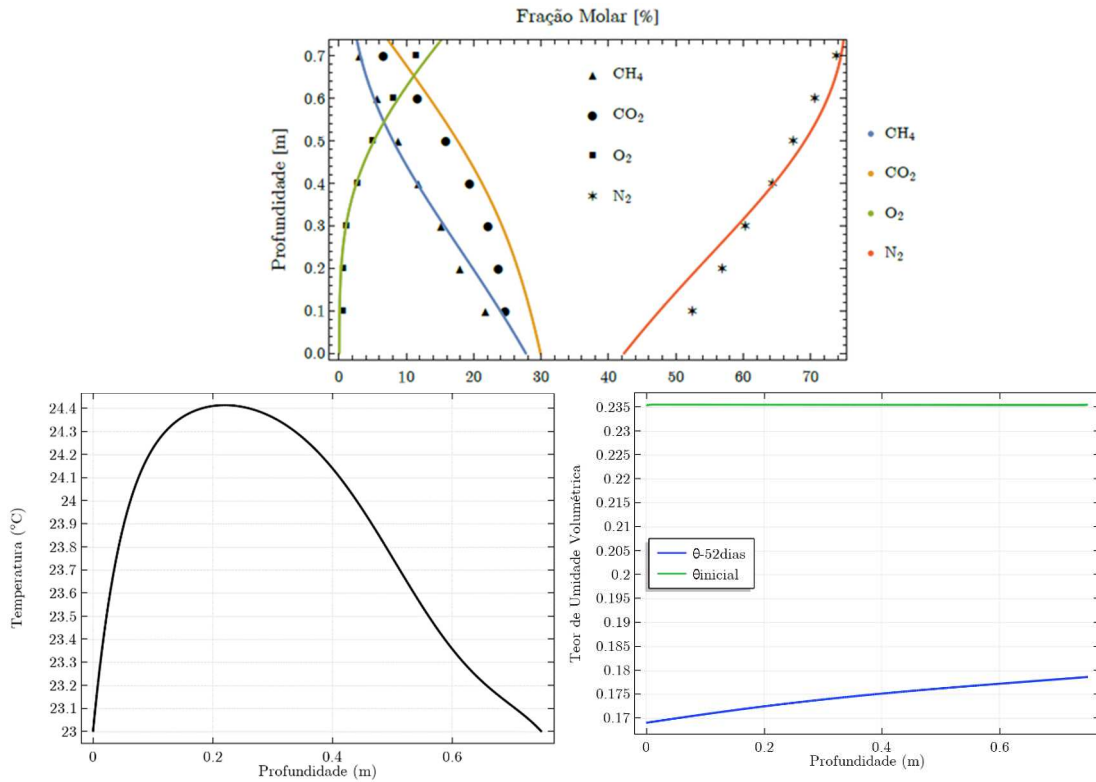 Fração Molar [%]
0.7
0.6
0.5
0.4
0.3
0.2
0.1
0.0
Profundidade [m]
CH₄
CO₂
O₂
N₂
CH₄
CO₂
O₂
N₂
0 10 20 30 40 50 60 70
24.4
24.3
24.2
24.1
24
23.9
23.8
23.7
23.6
23.5
23.4
23.3
23.2
23.1
23
Temperatura (°C)
0 0.2 0.4 0.6
Profundidade (m)
0.235
0.23
0.225
0.22
0.215
0.21
0.205
0.2
0.195
0.19
0.185
0.18
0.175
0.17
Teor de Umidade Volumétrica
θ-52dias
θinicial
0 0.2 0.4 0.6
Profundidade (m)